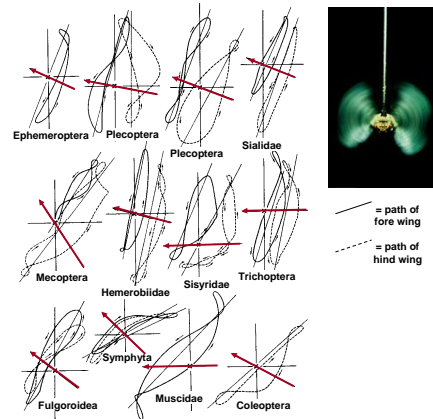 Ephemeroptera
Plecoptera
Plecoptera
Sialidae
Mecoptera
Hemerobiidae
Sisyridae
Trichoptera
= path of
fore wing
= path of
hind wing
Fulgoroidea
Symphyta
Muscidae
Coleoptera